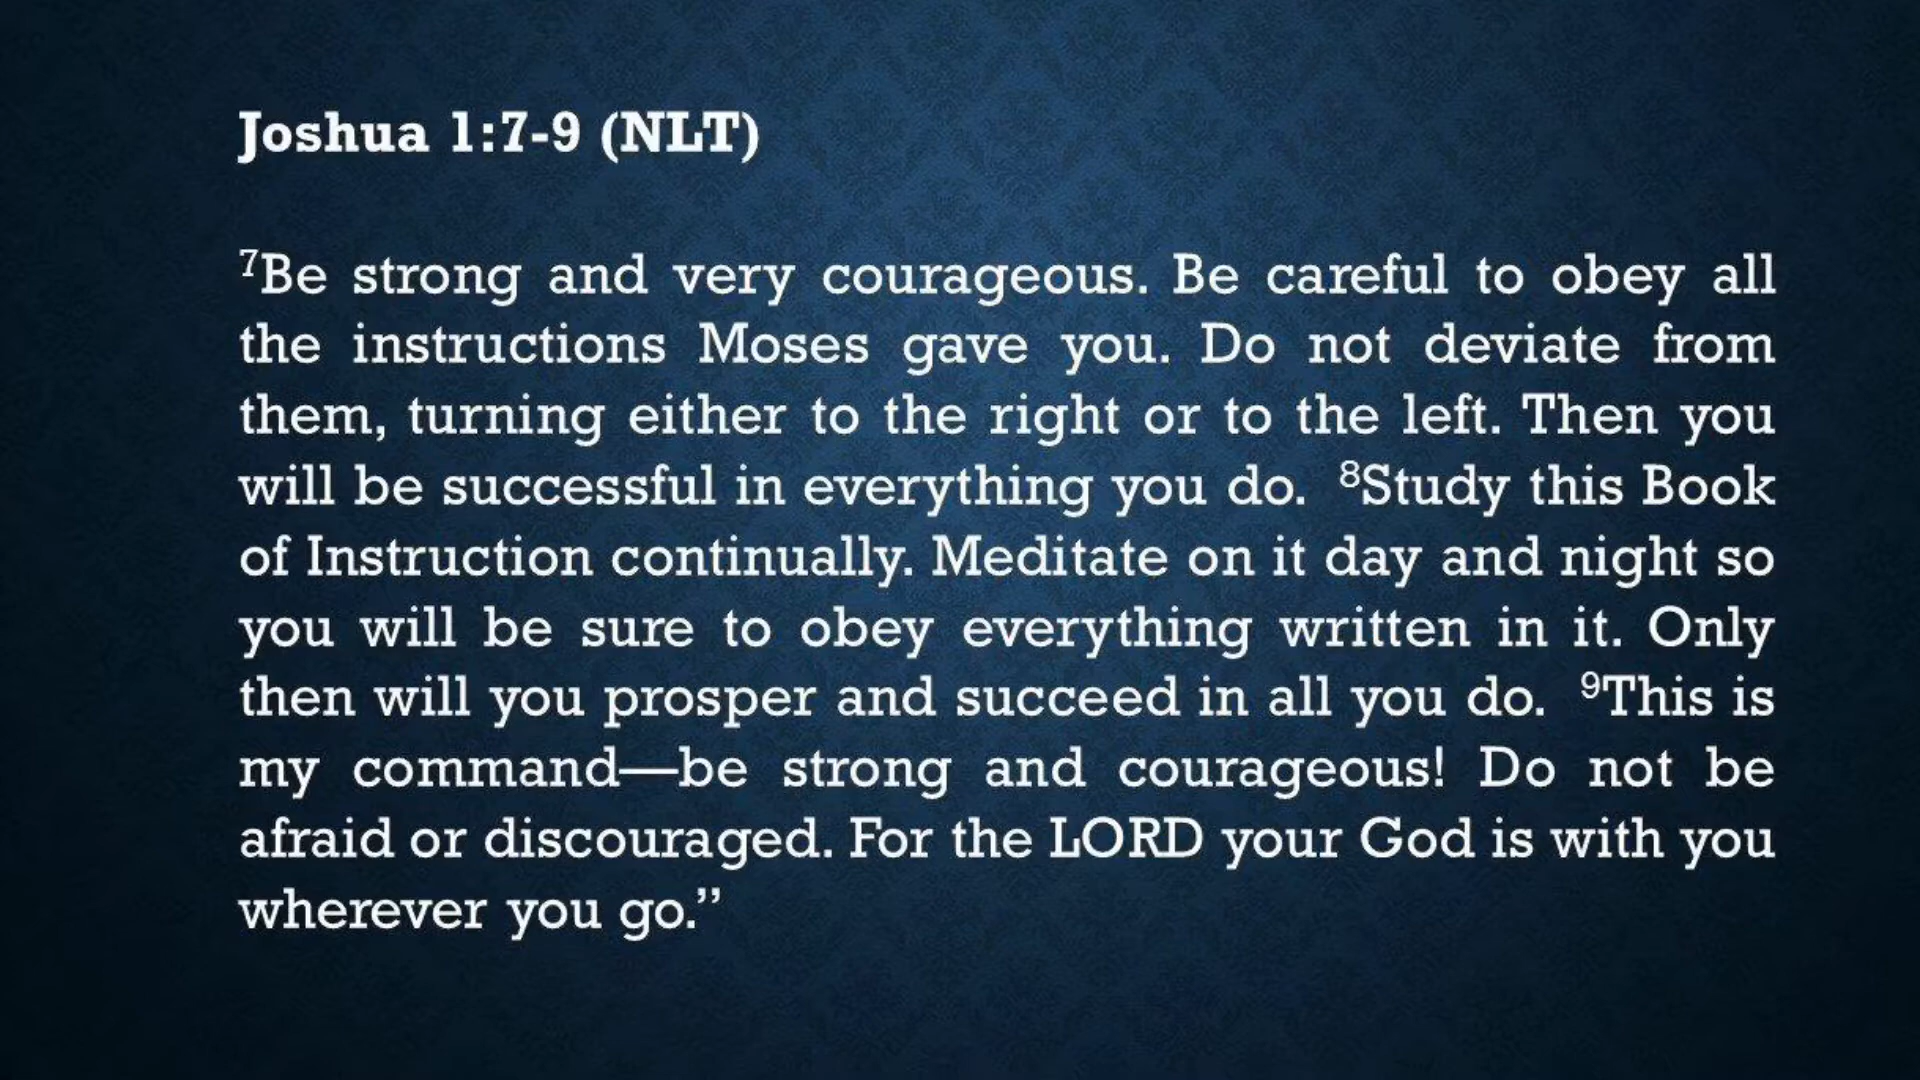 Joshua 1:7-9 (NLT)
⁷Be strong and very courageous. Be careful to obey all
the instructions Moses gave you. Do not deviate from
them, turning either to the right or to the left. Then you
will be successful in everything you do. ⁸Study this Book
of Instruction continually. Meditate on it day and night so
you will be sure to obey everything written in it. Only
then will you prosper and succeed in all you do. ⁹This is
my command—be strong and courageous! Do not be
afraid or discouraged. For the LORD your God is with you
wherever you go.”